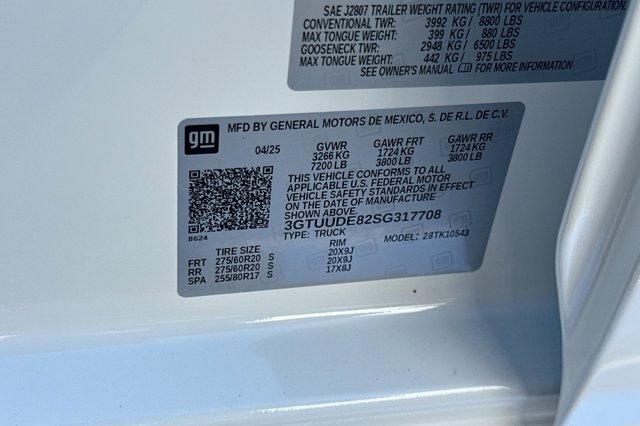 SAE J2807 TRAILER WEIGHT RATING (TWR) FOR VEHICLE CONFIGURATION.
CONVENTIONAL TWR: 3992 KG / 8800 LBS
MAX TONGUE WEIGHT: 399 KG / 880 LBS
GOOSENECK TWR: 2948 KG / 6500 LBS
MAX TONGUE WEIGHT: 442 KG / 975 LBS
SEE OWNER'S MANUAL FOR MORE INFORMATION
gm MFD BY GENERAL MOTORS DE MEXICO, S. DE R.L. DE C.V.
04/25 GVWR GAWR FRT GAWR RR
3266 KG 1724 KG 1724 KG
7200 LB 3800 LB 3800 LB
THIS VEHICLE CONFORMS TO ALL
APPLICABLE U.S. FEDERAL MOTOR
VEHICLE SAFETY STANDARDS IN EFFECT
ON THE DATE OF MANUFACTURE
SHOWN ABOVE.
3GTUUDE82SG317708
TYPE: TRUCK MODEL: 28TK10543
8624
TIRE SIZE RIM
FRT 275/60R20 S 20X9J
RR 275/60R20 S 20X9J
SPA 255/80R17 S 17X8J